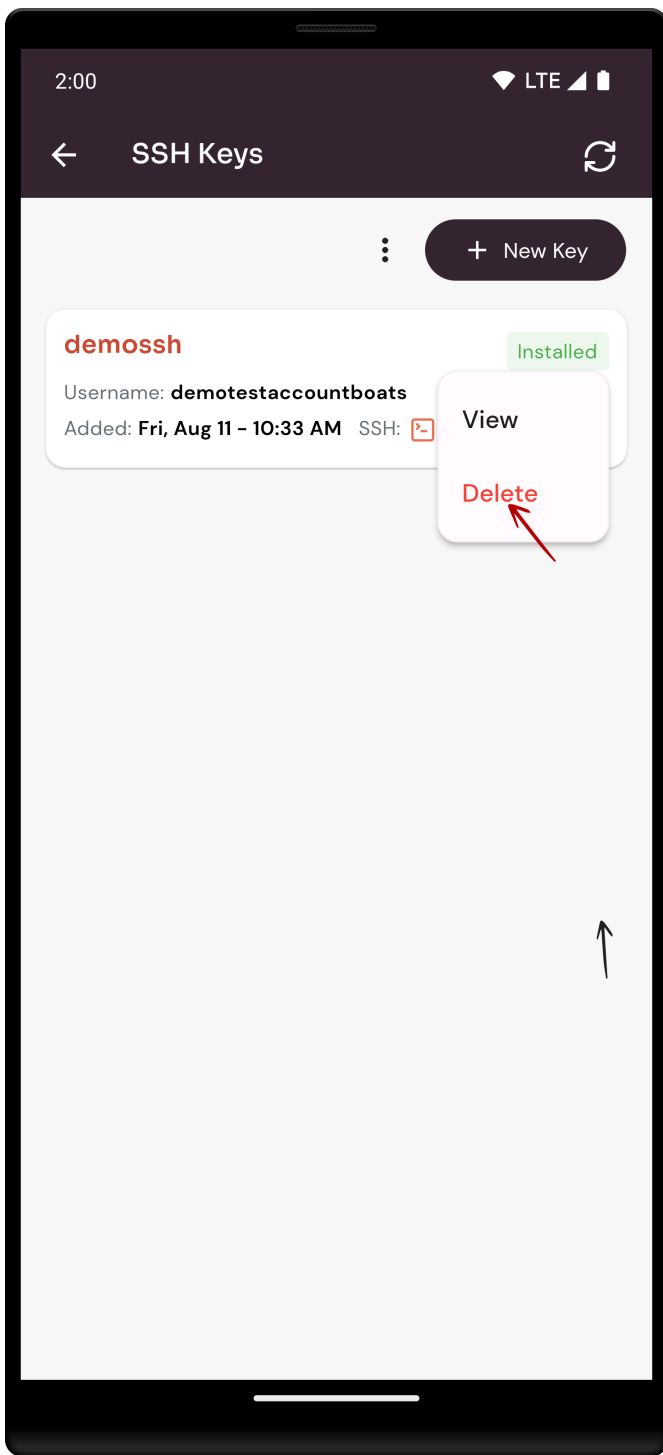 2:00 LTE
SSH Keys
+ New Key
demossh
Installed
Username: demotestaccountboats
Added: Fri, Aug 11 - 10:33 AM SSH:
View
Delete